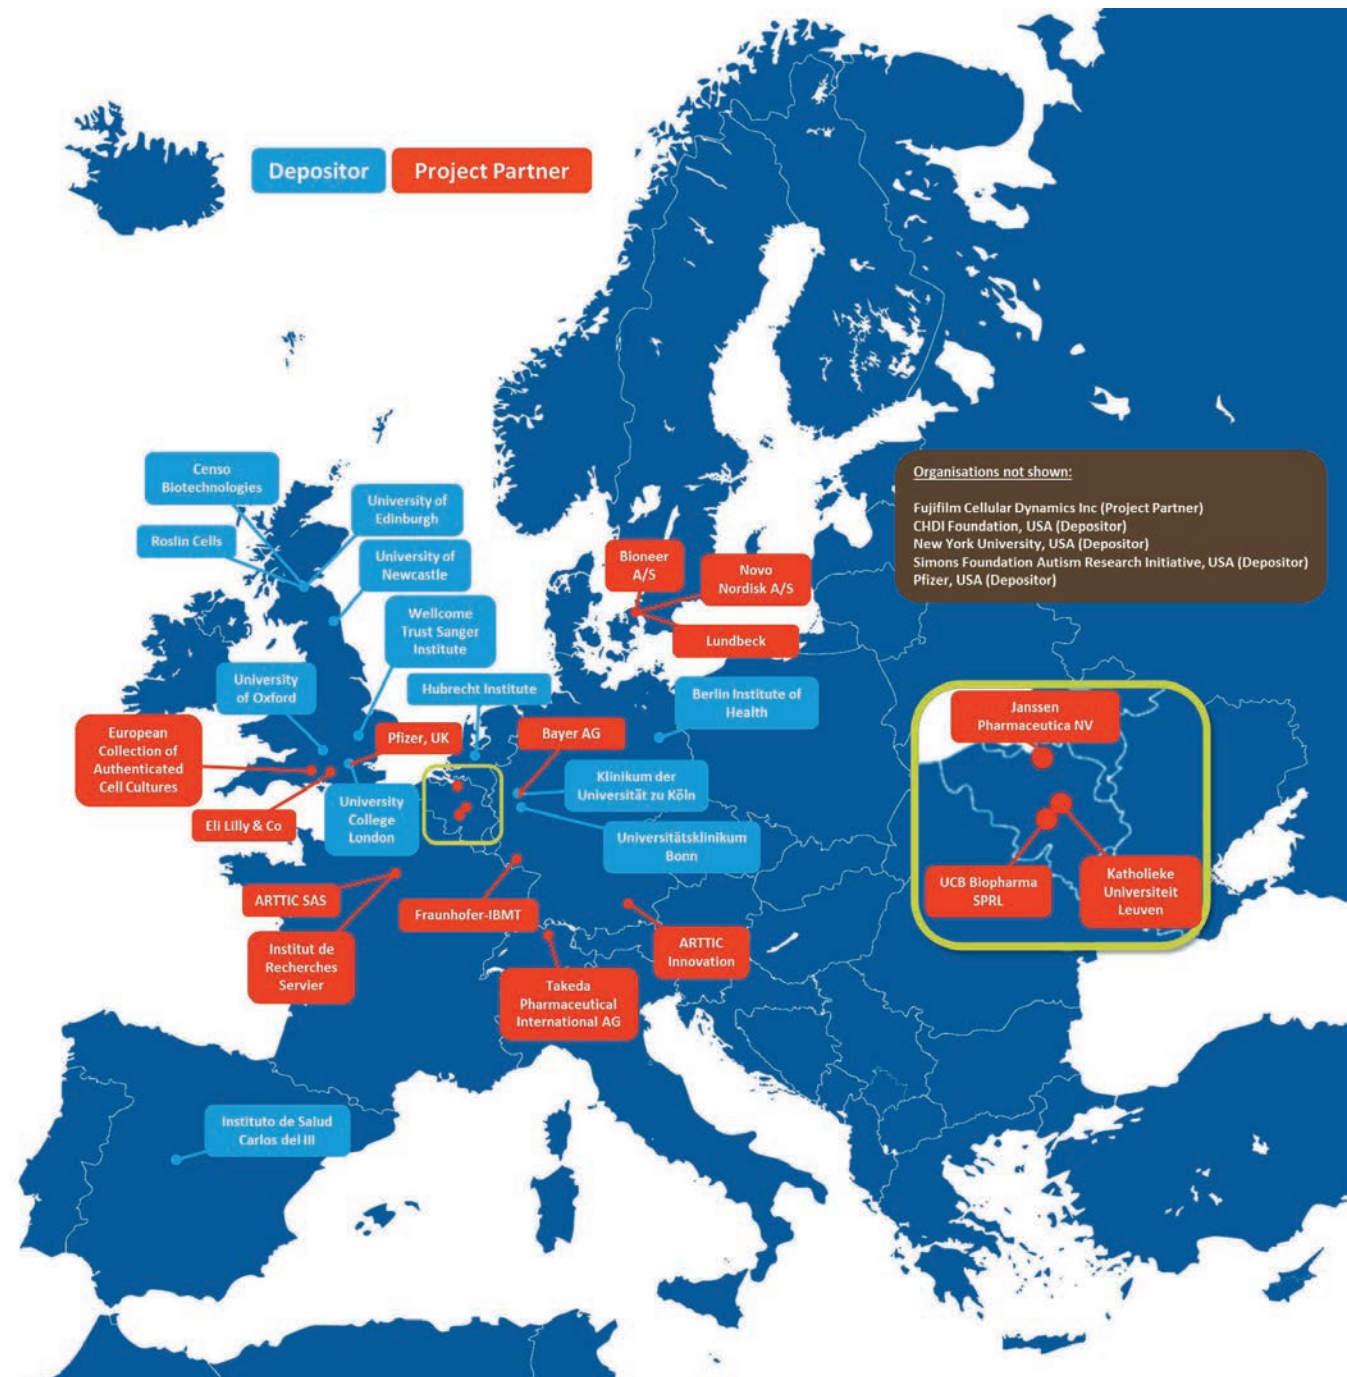 Depositor
Project Partner
Censo
Biotechnologies
University of
Edinburgh
Roslin Cells
University of
Newcastle
Wellcome
Trust Sanger
Institute
University
of Oxford
Hubrecht Institute
European
Collection of
Authenticated
Cell Cultures
Pfizer, UK
Eli Lilly & Co
University
College
London
Bioneer
A/S
Novo
Nordisk A/S
Lundbeck
Berlin Institute of
Health
Bayer AG
Klinikum der
Universität zu Köln
Universitätsklinikum
Bonn
ARTTIC SAS
Institut de
Recherches
Servier
Fraunhofer-IBMT
Takeda
Pharmaceutical
International AG
ARTTIC
Innovation
Instituto de Salud
Carlos del III
Organisations not shown:
Fujifilm Cellular Dynamics Inc (Project Partner)
CHDI Foundation, USA (Depositor)
New York University, USA (Depositor)
Simons Foundation Autism Research Initiative, USA (Depositor)
Pfizer, USA (Depositor)
Janssen
Pharmaceutica NV
UCB Biopharma
SPRL
Katholieke
Universiteit
Leuven